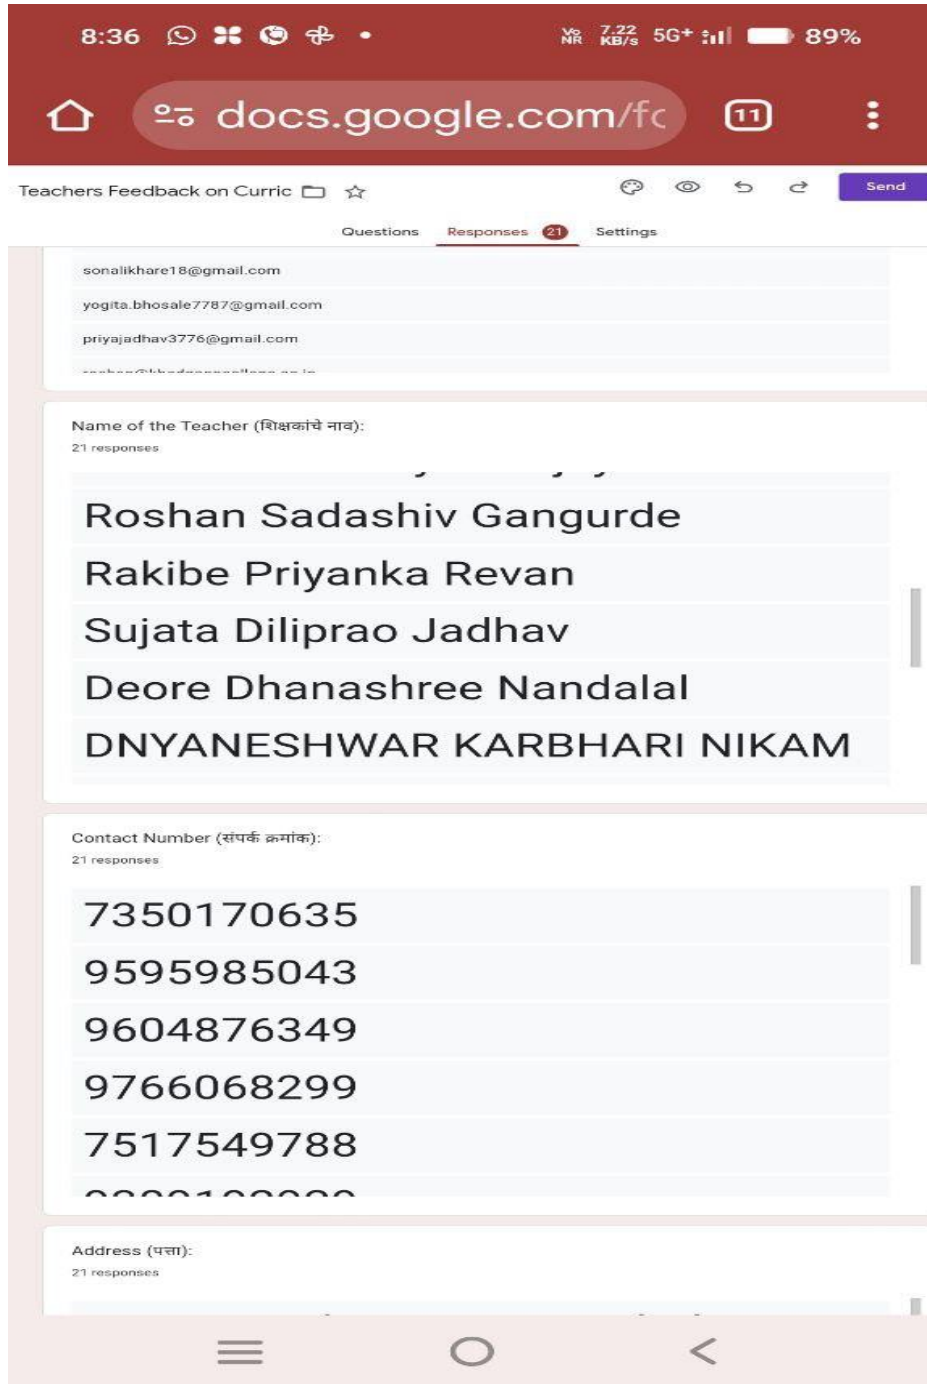 8:36
Vo NR 7.22 KB/s 5G+ 89%
docs.google.com/fc
11
Teachers Feedback on Curric
Send
Questions Responses 21 Settings
sonalikhare18@gmail.com
yogita.bhosale7787@gmail.com
priyajadhav3776@gmail.com
Name of the Teacher (शिक्षकांचे नाव):
21 responses
Roshan Sadashiv Gangurde
Rakibe Priyanka Revan
Sujata Diliprao Jadhav
Deore Dhanashree Nandalal
DNYANESHWAR KARBHARI NIKAM
Contact Number (संपर्क क्रमांक):
21 responses
7350170635
9595985043
9604876349
9766068299
7517549788
Address (पत्ता):
21 responses